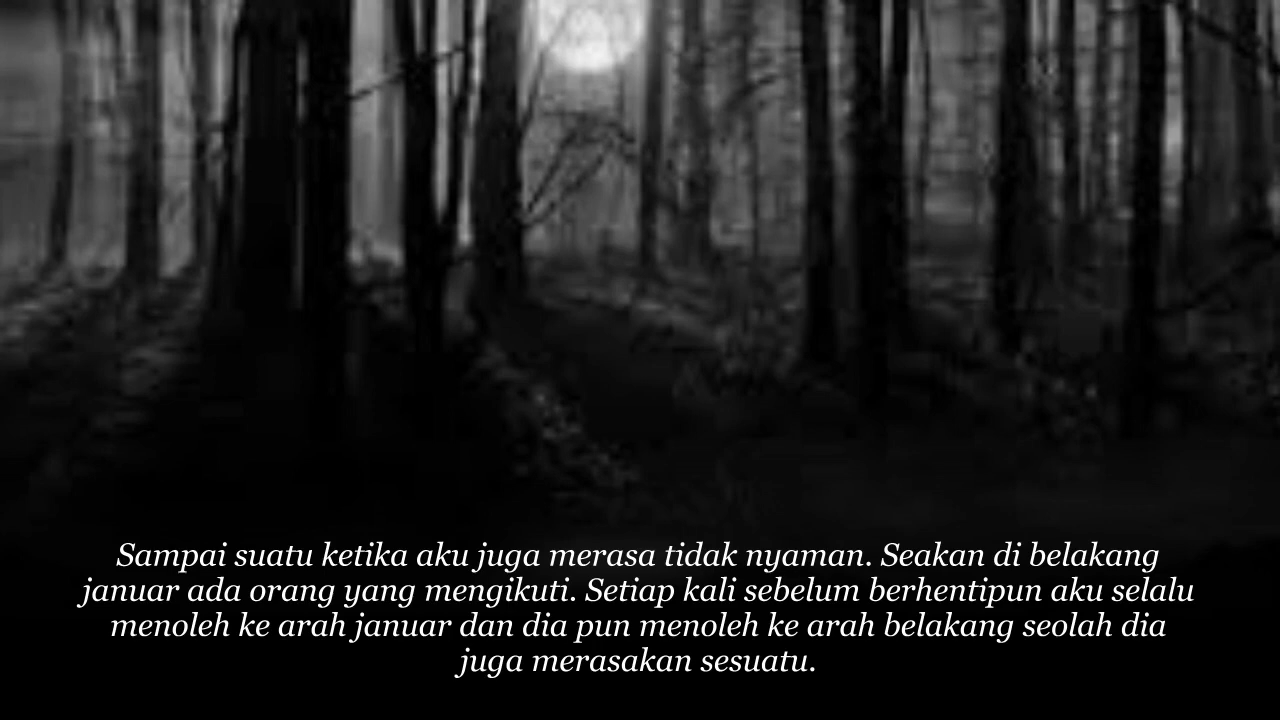 Sampai suatu ketika aku juga merasa tidak nyaman. Seakan di belakang
januar ada orang yang mengikuti. Setiap kali sebelum berhentipun aku selalu
menoleh ke arah januar dan dia pun menoleh ke arah belakang seolah dia
juga merasakan sesuatu.